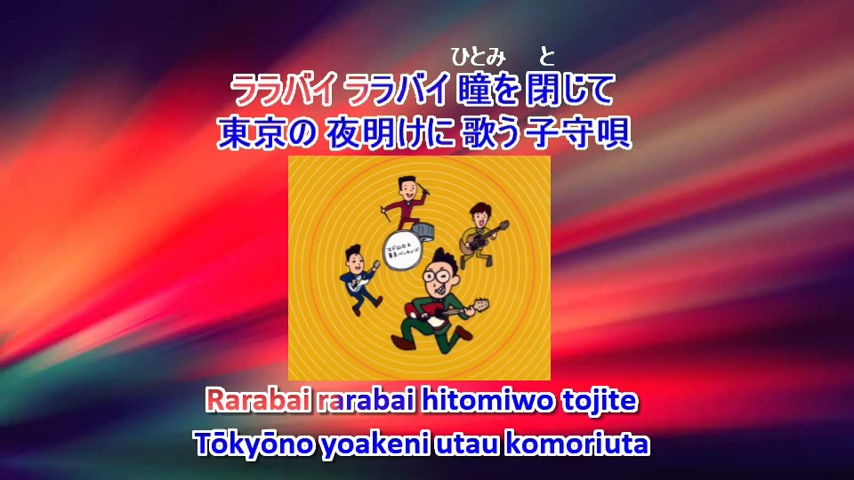 ひとみ と
ララバイ ララバイ 瞳を 閉じて
東京の 夜明けに 歌う 子守唄
Rarabai rarabai hitomiwo tojite
Tōkyōno yoakeni utau komoriuta